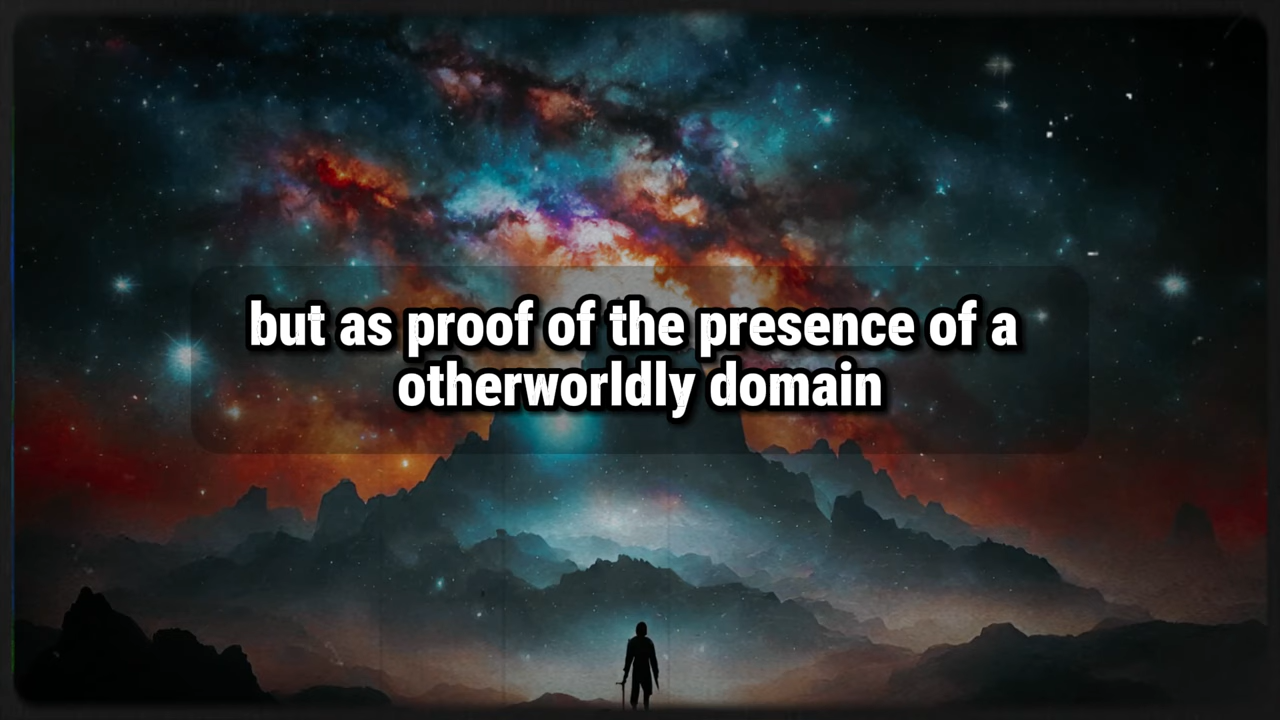 but as proof of the presence of a
otherworldly domain